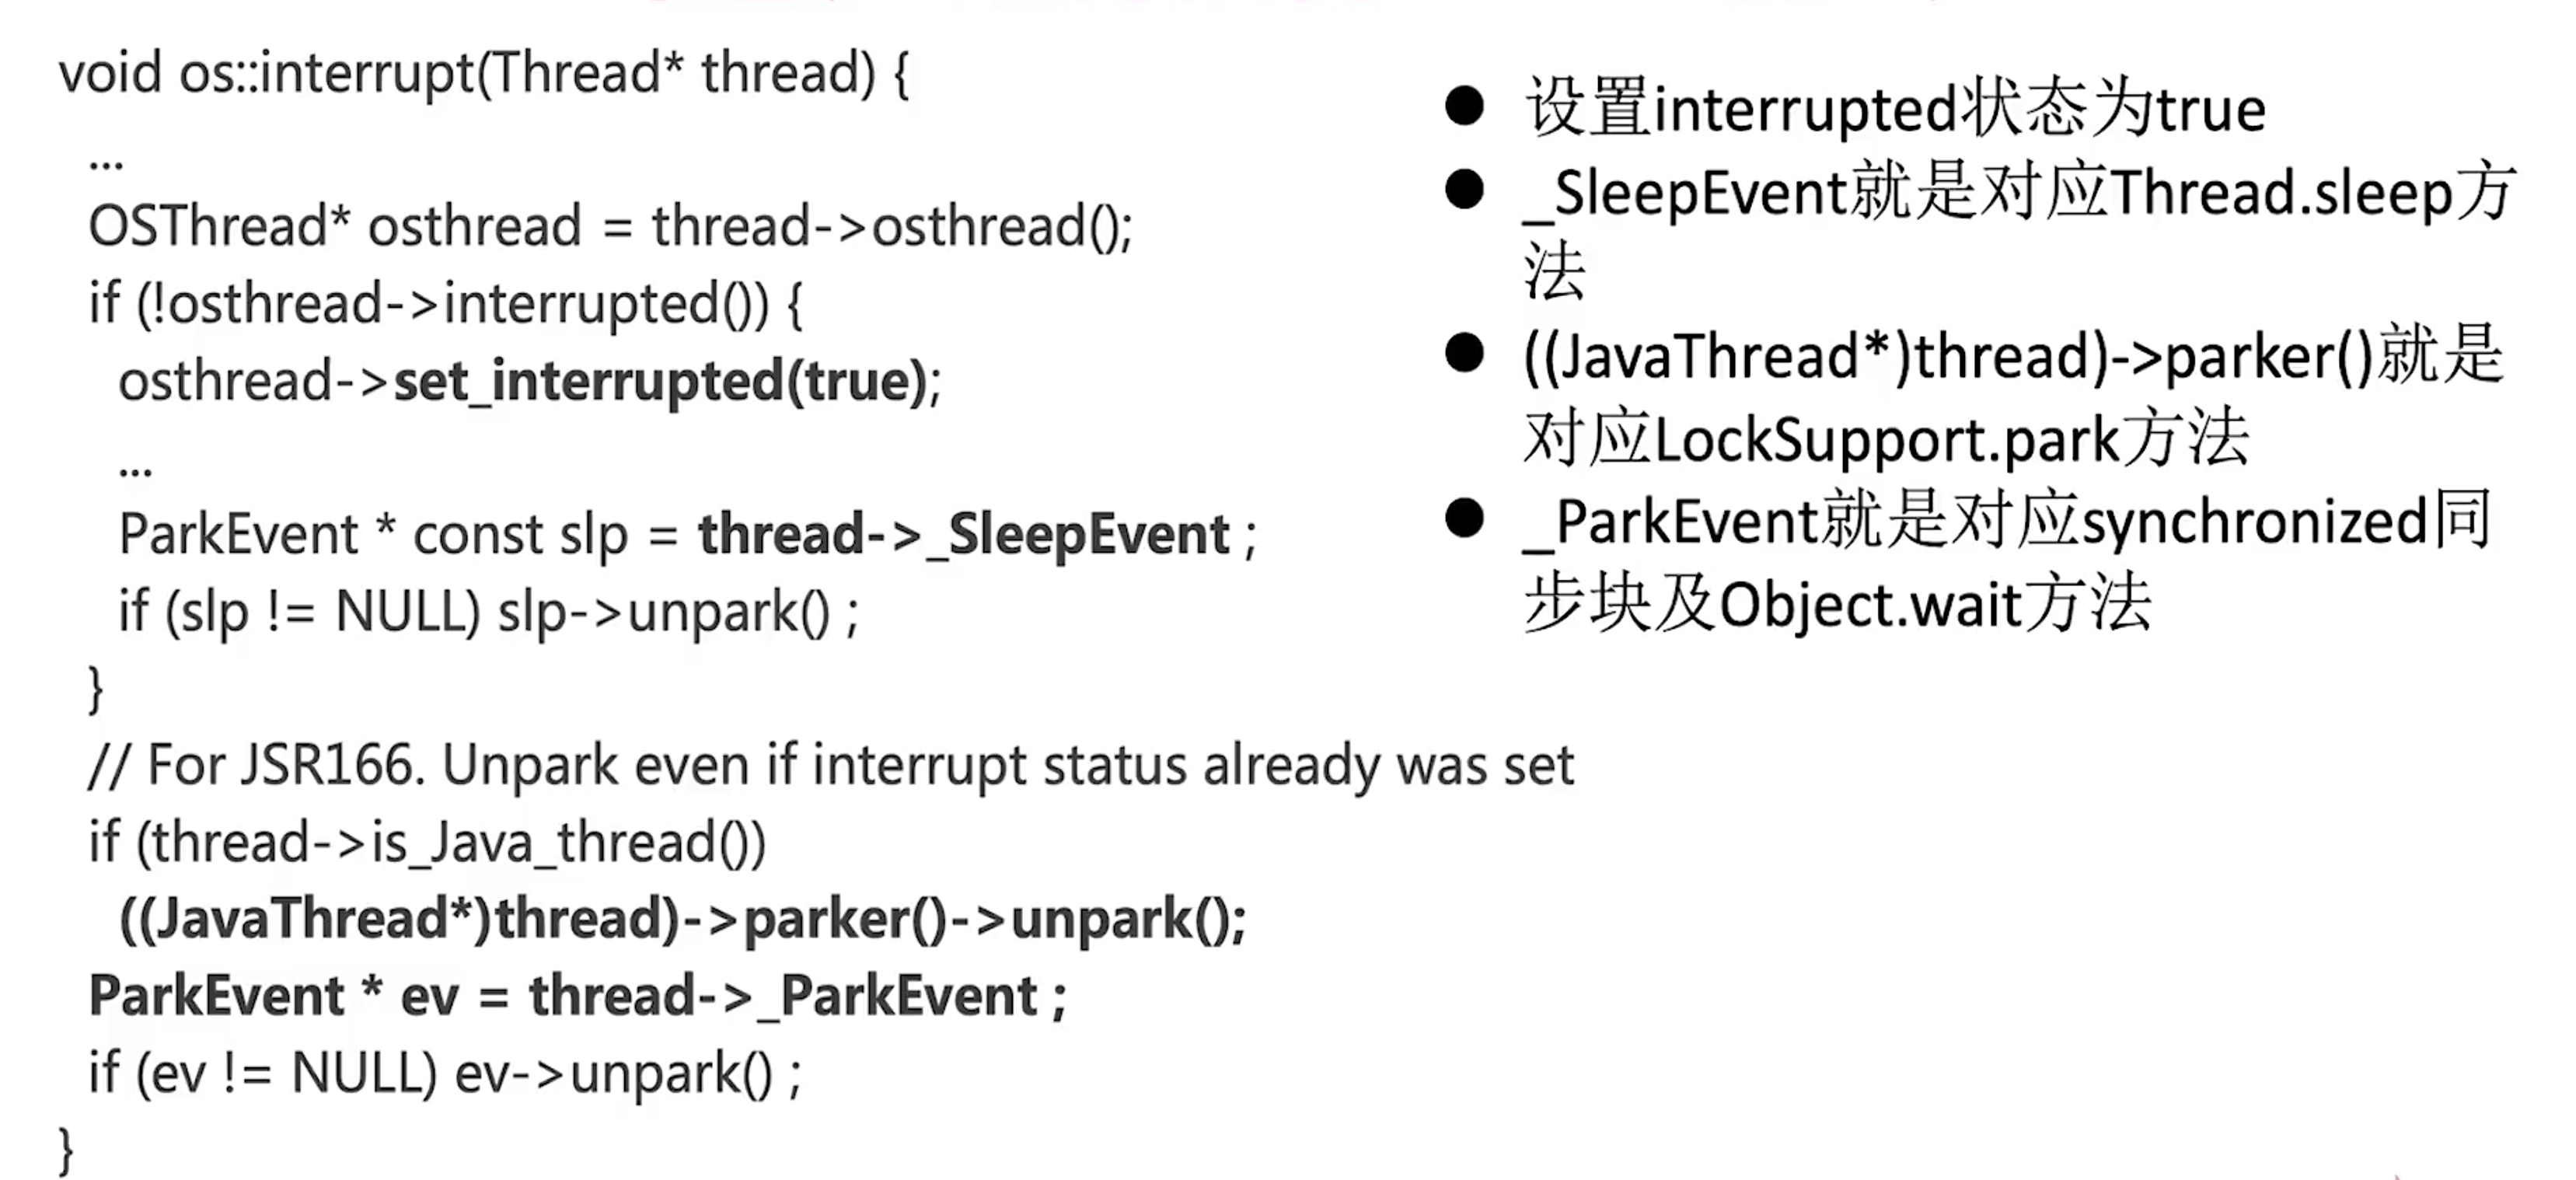 void os::interrupt(Thread* thread) {
...
OSThread* osthread = thread->osthread();
if (!osthread->interrupted()) {
osthread->set_interrupted(true);
...
ParkEvent * const slp = thread->_SleepEvent ;
if (slp != NULL) slp->unpark() ;
}
// For JSR166. Unpark even if interrupt status already was set
if (thread->is_Java_thread())
((JavaThread*)thread)->parker()->unpark();
ParkEvent * ev = thread->_ParkEvent ;
if (ev != NULL) ev->unpark() ;
}
● 设置interrupted状态为true
● _SleepEvent就是对应Thread.sleep方
法
● ((JavaThread*)thread)->parker()就是
对应LockSupport.park方法
● _ParkEvent就是对应synchronized同
步块及Object.wait方法